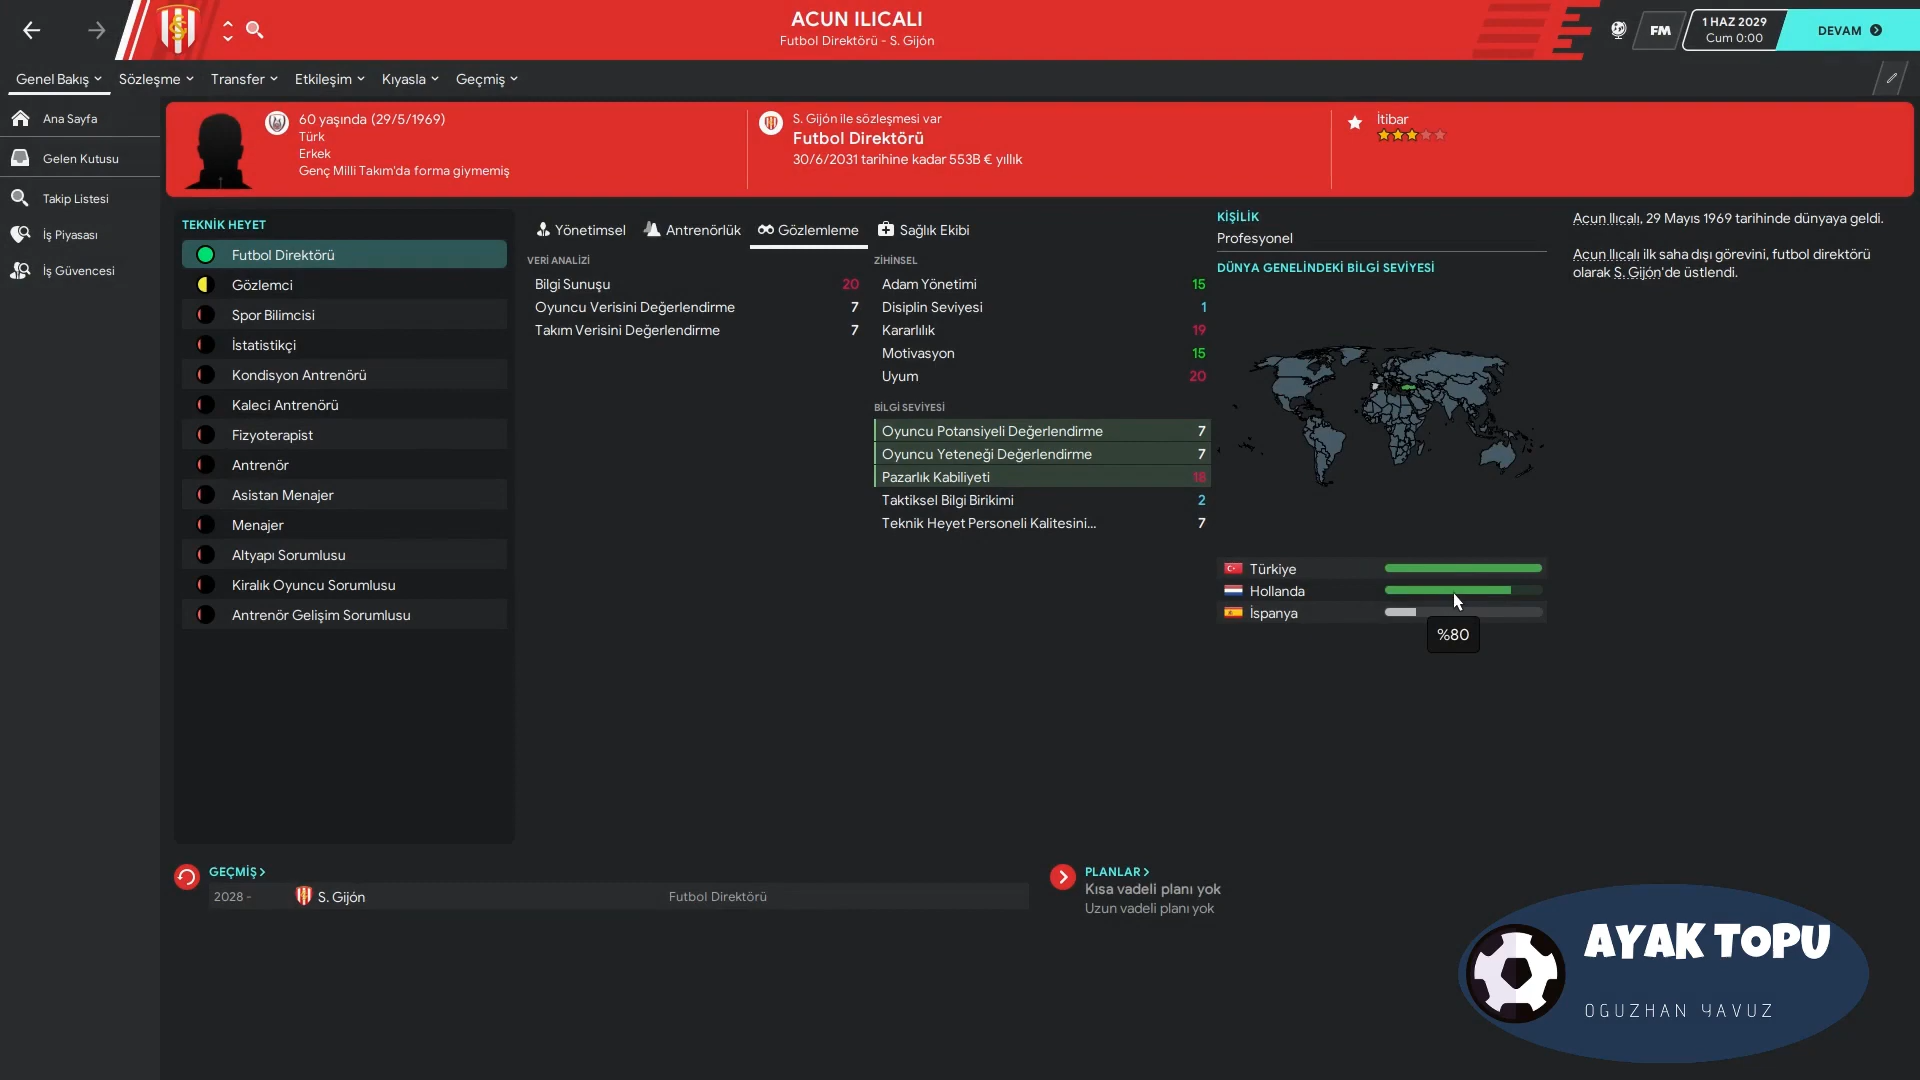 ACUN ILICALI
Futbol Direktörü - S. Gijón
FM
1 HAZ 2029
Cum 0:00
DEVAM
Genel Bakış
Sözleşme
Transfer
Etkileşim
Kıyasla
Geçmiş
Ana Sayfa
Gelen Kutusu
Takip Listesi
İş Piyasası
İş Güvencesi
60 yaşında (29/5/1969)
Türk
Erkek
Genç Milli Takım'da forma giymemiş
S. Gijón ile sözleşmesi var
Futbol Direktörü
30/6/2031 tarihine kadar 553B € yıllık
İtibar
TEKNİK HEYET
Futbol Direktörü
Gözlemci
Spor Bilimcisi
İstatistikçi
Kondisyon Antrenörü
Kaleci Antrenörü
Fizyoterapist
Antrenör
Asistan Menajer
Menajer
Altyapı Sorumlusu
Kiralık Oyuncu Sorumlusu
Antrenör Gelişim Sorumlusu
Yönetimsel
Antrenörlük
Gözlemleme
Sağlık Ekibi
VERİ ANALİZİ
Bilgi Sunuşu 20
Oyuncu Verisini Değerlendirme 7
Takım Verisini Değerlendirme 7
ZİHİNSEL
Adam Yönetimi 15
Disiplin Seviyesi 1
Kararlılık 19
Motivasyon 15
Uyum 20
BİLGİ SEVİYESİ
Oyuncu Potansiyeli Değerlendirme 7
Oyuncu Yeteneği Değerlendirme 7
Pazarlık Kabiliyeti 18
Taktiksel Bilgi Birikimi 2
Teknik Heyet Personeli Kalitesini... 7
KİŞİLİK
Profesyonel
DÜNYA GENELİNDEKİ BİLGİ SEVİYESİ
Türkiye
Hollanda
İspanya
%80
Acun Ilıcalı, 29 Mayıs 1969 tarihinde dünyaya geldi.
Acun Ilıcalı ilk saha dışı görevini, futbol direktörü
olarak S. Gijón'de üstlendi.
GEÇMİŞ >
2028 - S. Gijón Futbol Direktörü
PLANLAR >
Kısa vadeli planı yok
Uzun vadeli planı yok
AYAK TOPU
OGUZHAN YAVUZ